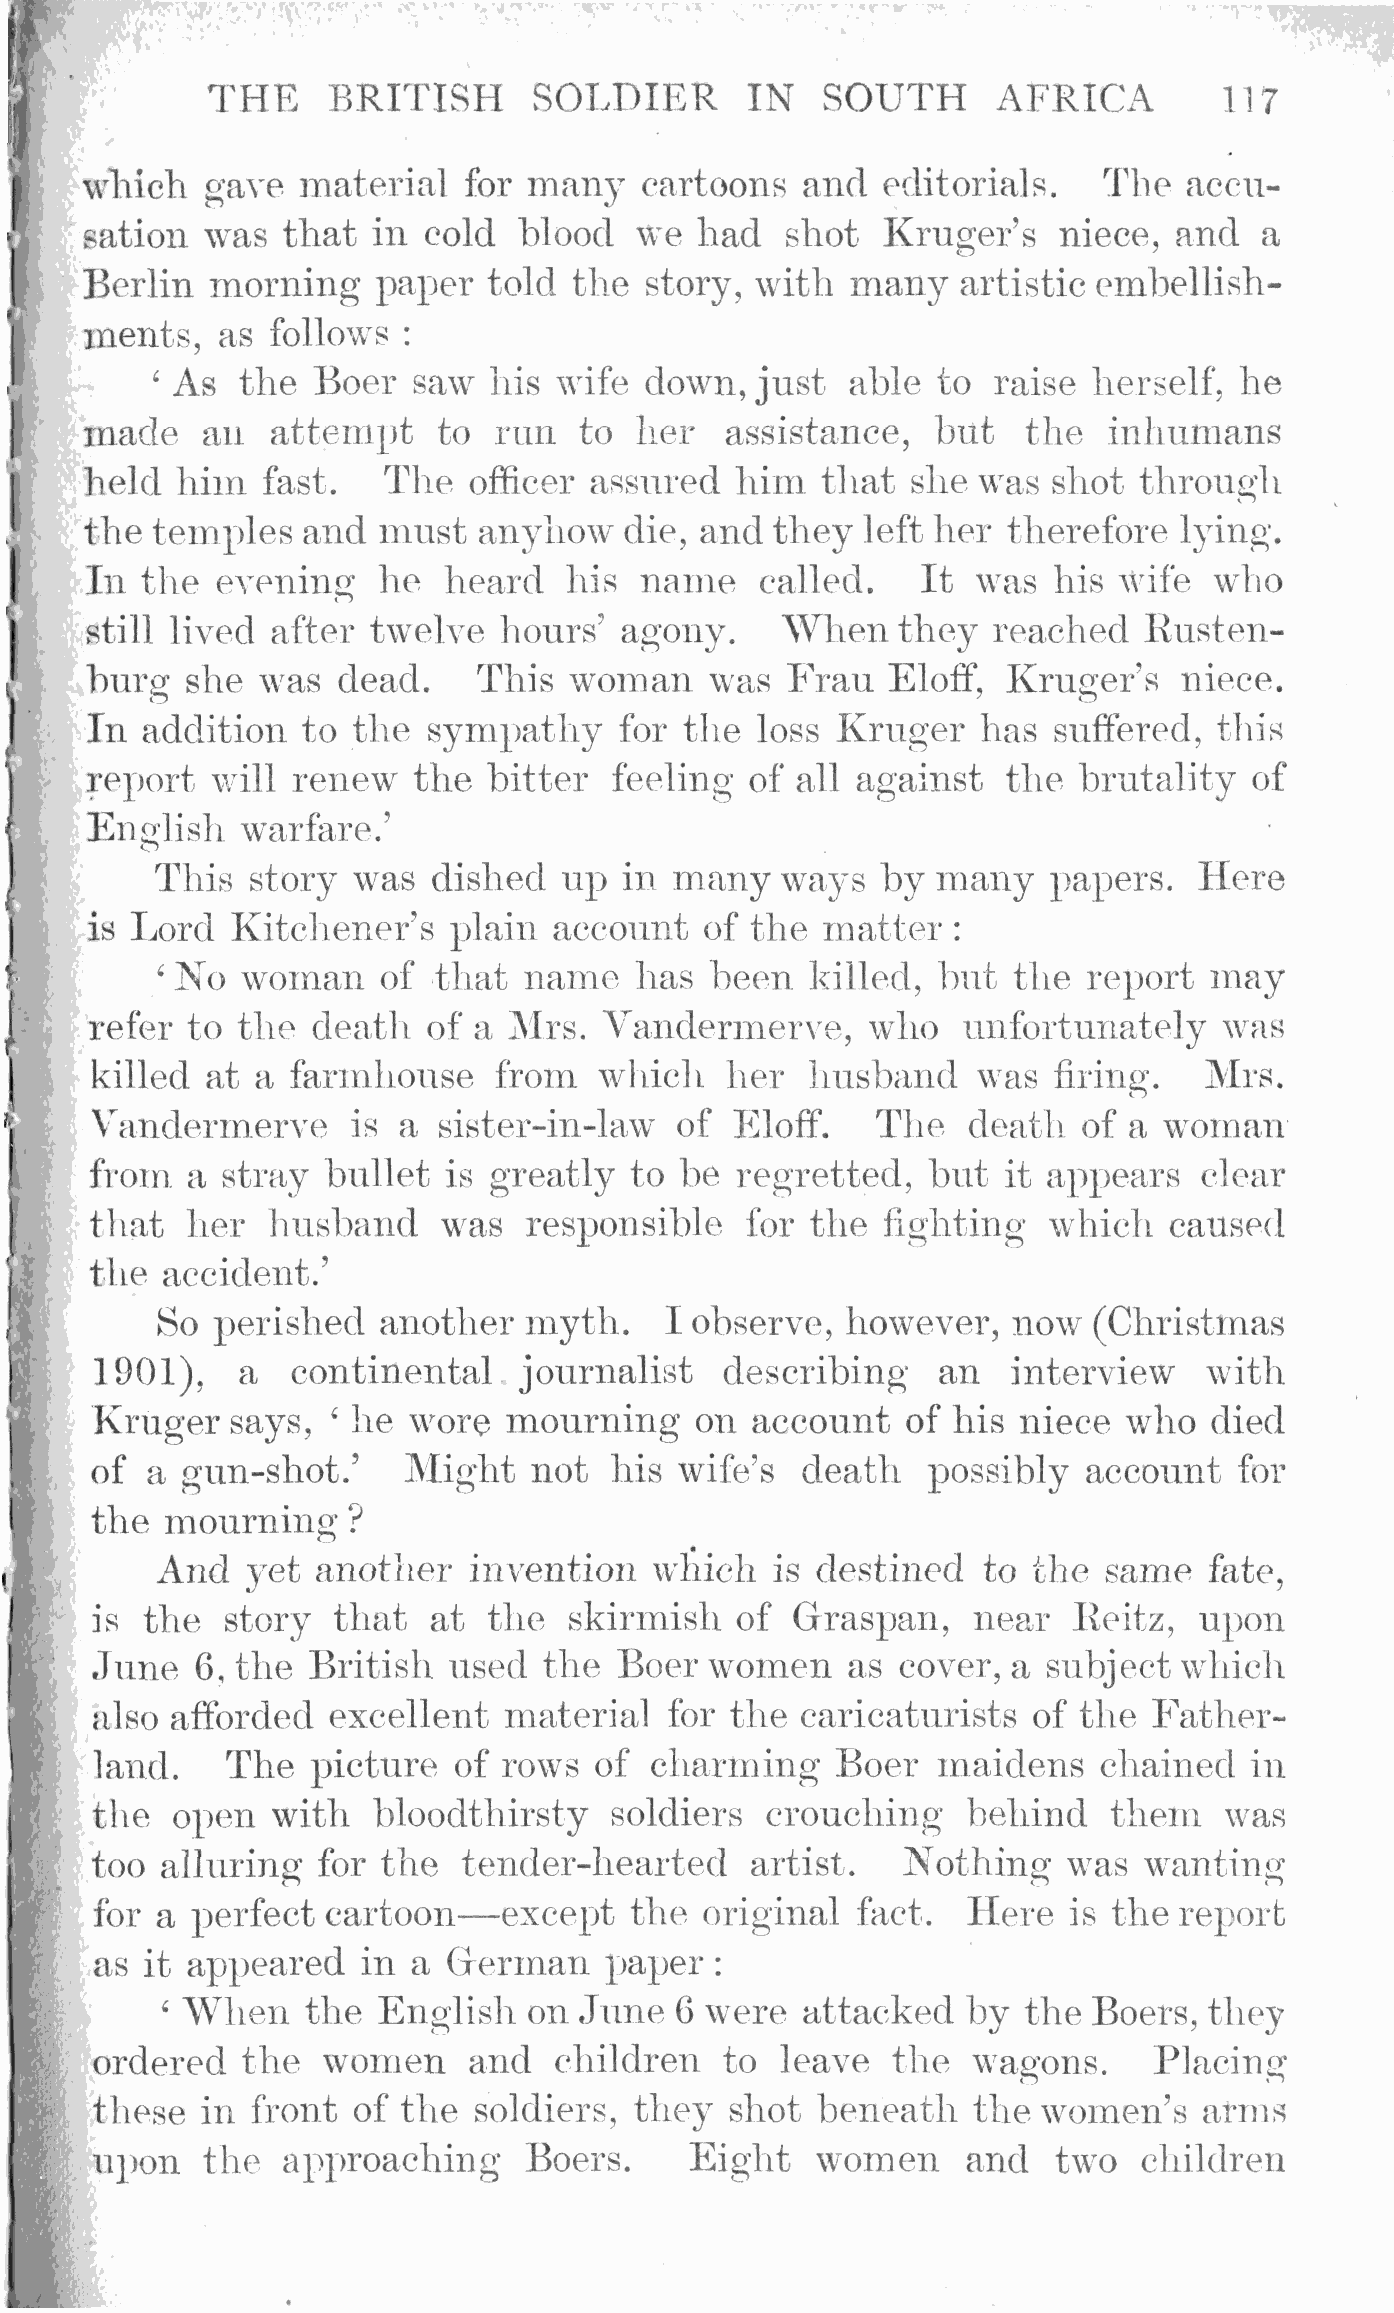 THE BRITISH SOLDIER IN SOUTH AFRICA 117
which gave material for many cartoons and editorials. The accu-
sation was that in cold blood we had shot Kruger's niece, and a
Berlin morning paper told the story, with many artistic embellish-
ments, as follows :
‘ As the Boer saw his wife down, just able to raise herself, he
made an attempt to run to her assistance, but the inhumans
held him fast. The officer assured him that she was shot through
the temples and must anyhow die, and they left her therefore lying.
In the evening he heard his name called. It was his wife who
still lived after twelve hours’ agony. When they reached Rusten-
burg she was dead. This woman was Frau Eloff, Kruger's niece.
In addition to the sympathy for the loss Kruger has suffered, this
report will renew the bitter feeling of all against the brutality of
English warfare.’
This story was dished up in many ways by many papers. Here
is Lord Kitchener's plain account of the matter :
‘ No woman of that name has been killed, but the report may
refer to the death of a Mrs. Vandermerve, who unfortunately was
killed at a farmhouse from which her husband was firing. Mrs.
Vandermerve is a sister-in-law of Eloff. The death of a woman
from a stray bullet is greatly to be regretted, but it appears clear
that her husband was responsible for the fighting which caused
the accident.’
So perished another myth. I observe, however, now (Christmas
1901), a continental journalist describing an interview with
Kruger says, ‘ he wore mourning on account of his niece who died
of a gun-shot.’ Might not his wife's death possibly account for
the mourning ?
And yet another invention which is destined to the same fate,
is the story that at the skirmish of Graspan, near Reitz, upon
June 6, the British used the Boer women as cover, a subject which
also afforded excellent material for the caricaturists of the Father-
land. The picture of rows of charming Boer maidens chained in
the open with bloodthirsty soldiers crouching behind them was
too alluring for the tender-hearted artist. Nothing was wanting
for a perfect cartoon—except the original fact. Here is the report
as it appeared in a German paper :
‘ When the English on June 6 were attacked by the Boers, they
ordered the women and children to leave the wagons. Placing
these in front of the soldiers, they shot beneath the women's arms
upon the approaching Boers. Eight women and two children